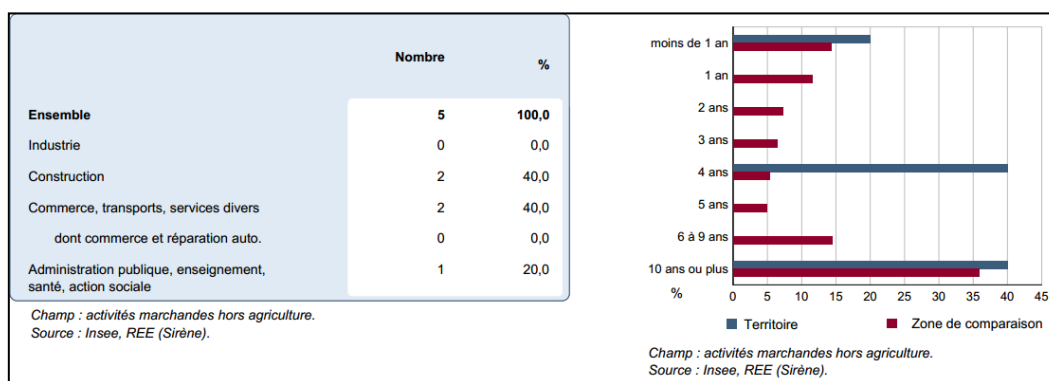 Nombre
%
Ensemble 5 100,0
Industrie 0 0,0
Construction 2 40,0
Commerce, transports, services divers 2 40,0
dont commerce et réparation auto. 0 0,0
Administration publique, enseignement,
santé, action sociale 1 20,0
Champ : activités marchandes hors agriculture.
Source : Insee, REE (Sirène).
moins de 1 an
1 an
2 ans
3 ans
4 ans
5 ans
6 à 9 ans
10 ans ou plus
% 0 5 10 15 20 25 30 35 40 45
Territoire Zone de comparaison
Champ : activités marchandes hors agriculture.
Source : Insee, REE (Sirène).